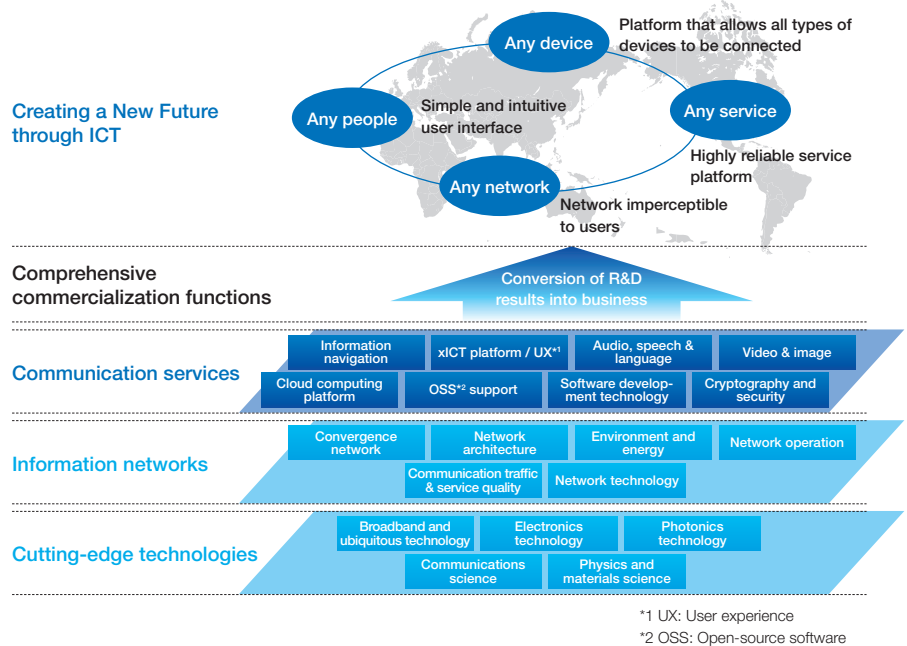 Any device
Platform that allows all types of
devices to be connected
Creating a New Future
through ICT
Any people
Simple and intuitive
user interface
Any service
Highly reliable service
platform
Any network
Network imperceptible
to users
Comprehensive
commercialization functions
Conversion of R&D
results into business
Communication services
Information
navigation
xICT platform / UX*1
Audio, speech &
language
Video & image
Cloud computing
platform
OSS*2 support
Software develop-
ment technology
Cryptography and
security
Information networks
Convergence
network
Network
architecture
Environment and
energy
Network operation
Communication traffic
& service quality
Network technology
Cutting-edge technologies
Broadband and
ubiquitous technology
Electronics
technology
Photonics
technology
Communications
science
Physics and
materials science
*1 UX: User experience
*2 OSS: Open-source software